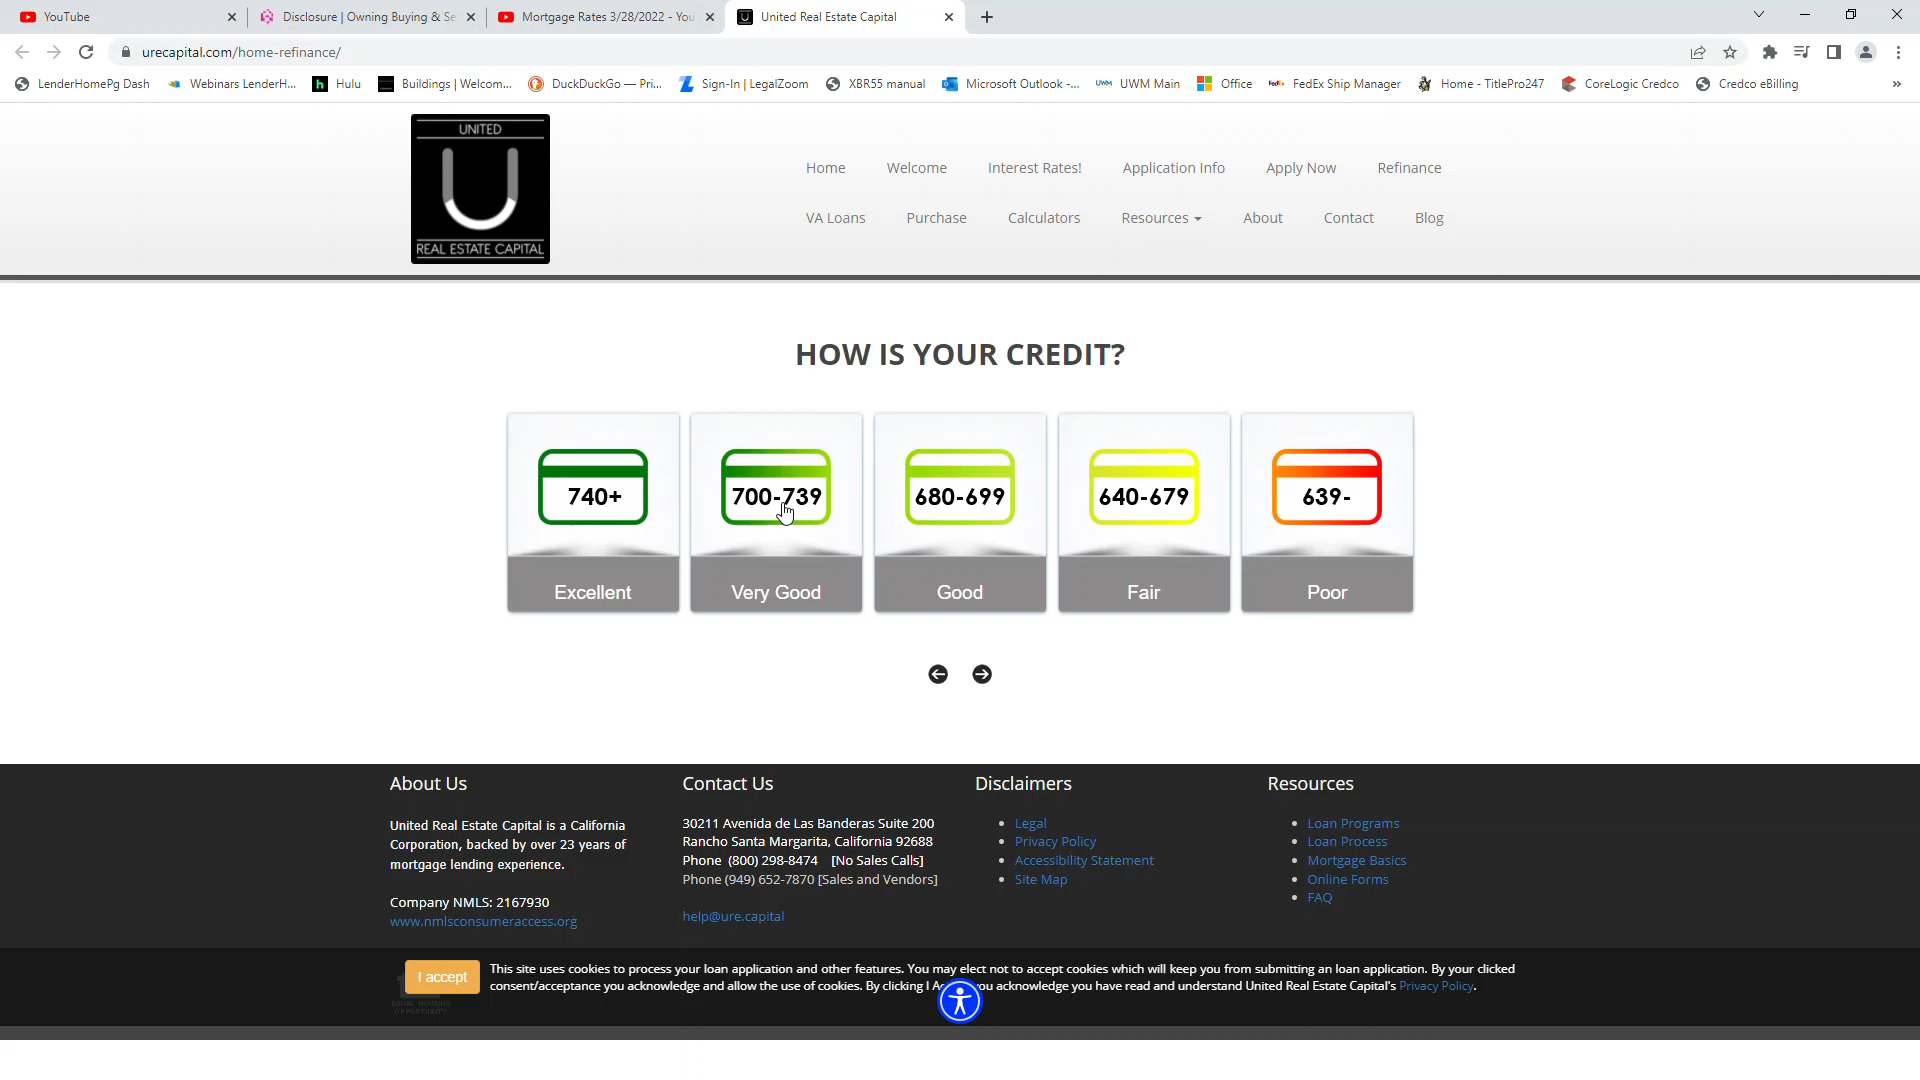 YouTube
Disclosure | Owning Buying & Se
Mortgage Rates 3/28/2022 - You
United Real Estate Capital
urecapital.com/home-refinance/
LenderHomePg Dash
Webinars LenderH...
h Hulu
Buildings | Welcom...
DuckDuckGo — Pri...
Sign-In | LegalZoom
XBR55 manual
Microsoft Outlook -...
UWM UWM Main
Office
FedEx FedEx Ship Manager
Home - TitlePro247
CoreLogic Credco
Credco eBilling
»
UNITED
REAL ESTATE CAPITAL
Home Welcome Interest Rates! Application Info Apply Now Refinance
VA Loans Purchase Calculators Resources About Contact Blog
HOW IS YOUR CREDIT?
740+ 700-739 680-699 640-679 639-
Excellent Very Good Good Fair Poor
About Us
United Real Estate Capital is a California
Corporation, backed by over 23 years of
mortgage lending experience.
Company NMLS: 2167930
www.nmlsconsumeraccess.org
Contact Us
30211 Avenida de Las Banderas Suite 200
Rancho Santa Margarita, California 92688
Phone (800) 298-8474 [No Sales Calls]
Phone (949) 652-7870 [Sales and Vendors]
help@ure.capital
Disclaimers
Legal
Privacy Policy
Accessibility Statement
Site Map
Resources
Loan Programs
Loan Process
Mortgage Basics
Online Forms
FAQ
I accept
This site uses cookies to process your loan application and other features. You may elect not to accept cookies which will keep you from submitting an loan application. By your clicked
consent/acceptance you acknowledge and allow the use of cookies. By clicking I A you acknowledge you have read and understand United Real Estate Capital's Privacy Policy.
EQUAL HOUSING
OPPORTUNITY